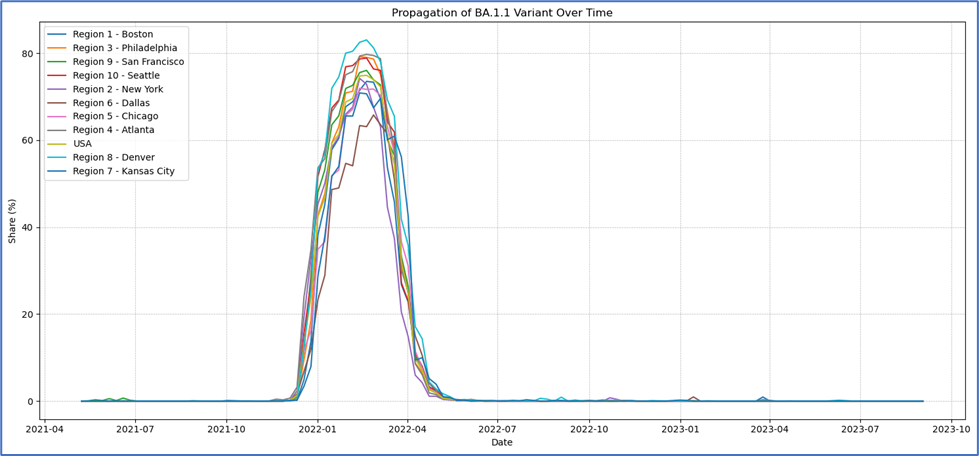 Propagation of BA.1.1 Variant Over Time
Region 1 - Boston
Region 3 - Philadelphia
Region 9 - San Francisco
Region 10 - Seattle
Region 2 - New York
Region 6 - Dallas
Region 5 - Chicago
Region 4 - Atlanta
USA
Region 8 - Denver
Region 7 - Kansas City
Share (%)
80
60
40
20
0
2021-04 2021-07 2021-10 2022-01 2022-04 2022-07 2022-10 2023-01 2023-04 2023-07 2023-10
Date